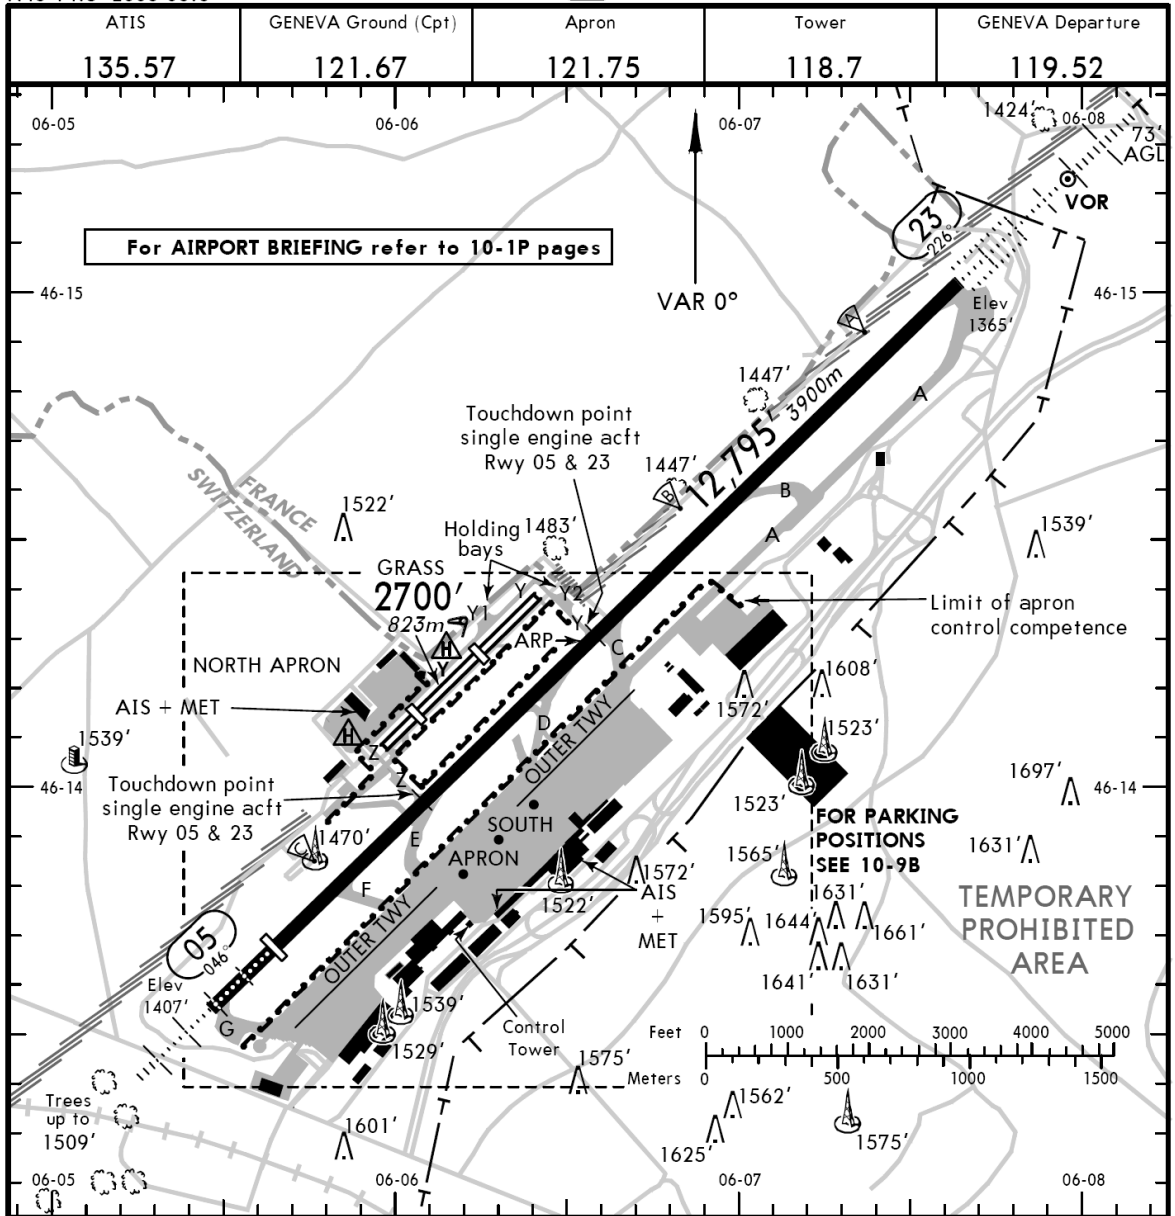 ATIS
135.57
GENEVA Ground (Cpt)
121.67
Apron
121.75
Tower
118.7
GENEVA Departure
119.52
06-05
06-06
06-07
1424'
06-08
73'
AGL
VOR
23
226°
For AIRPORT BRIEFING refer to 10-1P pages
46-15
VAR 0°
Elev
1365'
46-15
A
1447'
12,795'
3900m
A
Touchdown point
single engine acft
Rwy 05 & 23
1447'
B
B
A
FRANCE
SWITZERLAND
1522'
Holding
bays
1483'
1539'
GRASS
2700'
823m
Y
Y1
Y2
Y
Y
H
ARP
C
Limit of apron
control competence
NORTH APRON
1608'
1572'
AIS + MET
H
D
OUTER TWY
1523'
1539'
Z
Z
46-14
1697'
46-14
Touchdown point
single engine acft
Rwy 05 & 23
1523'
SOUTH
APRON
FOR PARKING
POSITIONS
SEE 10-9B
1470'
C
E
F
1565'
1631'
1572'
1522'
AIS
+
MET
1631'
1595'
1644'
1661'
1641'
1631'
TEMPORARY
PROHIBITED
AREA
05
046°
OUTER TWY
Elev
1407'
G
1539'
1529'
Control
Tower
1575'
Feet
0
1000
2000
3000
4000
5000
Meters
0
500
1000
1500
Trees
up to
1509'
1601'
1562'
1625'
1575'
06-05
06-06
06-07
06-08